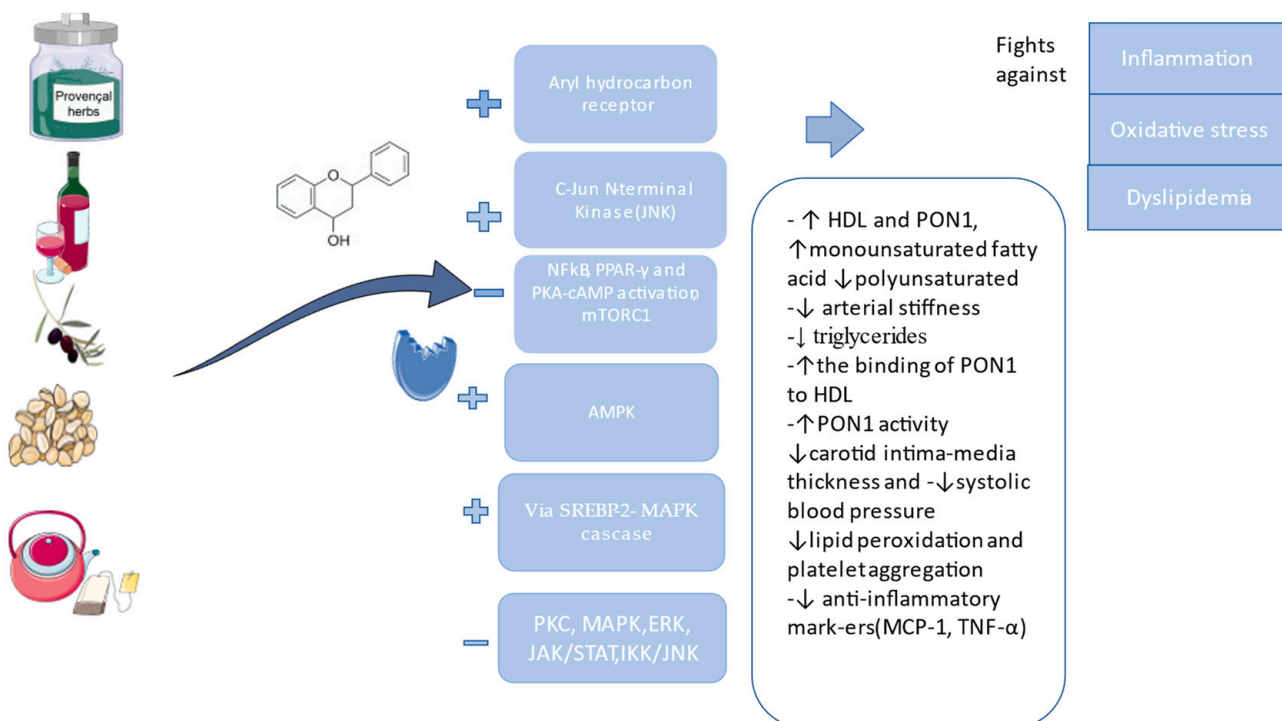 Provençal
herbs
O
OH
Aryl hydrocarbon
receptor
C-Jun N-terminal
Kinase (JNK)
NFkB, PPAR-γ and
PKA-cAMP activation,
mTORC1
AMPK
Via SREBP-2- MAPK
cascase
PKC, MAPK,ERK,
JAK/STAT,IKK/JNK
Fights
against
Inflammation
Oxidative stress
Dyslipidemia
- ↑ HDL and PON1,
↑monounsaturated fatty
acid ↓polyunsaturated
-↓ arterial stiffness
-↓ triglycerides
-↑the binding of PON1
to HDL
-↑PON1 activity
↓carotid intima-media
thickness and -↓systolic
blood pressure
↓lipid peroxidation and
platelet aggregation
-↓ anti-inflammatory
mark-ers(MCP-1, TNF-α)